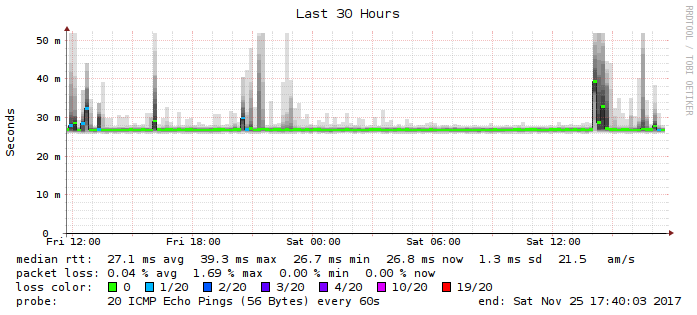 Last 30 Hours
RRDTOOL / TOBI OETIKER
Seconds
50 m
40 m
30 m
20 m
10 m
0
Fri 12:00 Fri 18:00 Sat 00:00 Sat 06:00 Sat 12:00
median rtt: 27.1 ms avg 39.3 ms max 26.7 ms min 26.8 ms now 1.3 ms sd 21.5 am/s
packet loss: 0.04 % avg 1.69 % max 0.00 % min 0.00 % now
loss color: 0 1/20 2/20 3/20 4/20 10/20 19/20
probe: 20 ICMP Echo Pings (56 Bytes) every 60s end: Sat Nov 25 17:40:03 2017